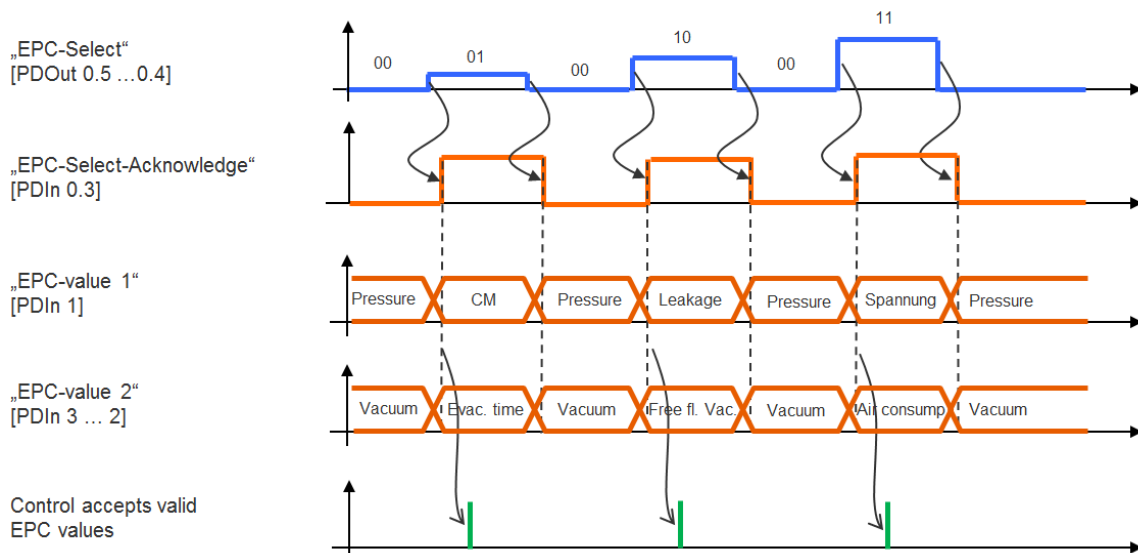 „EPC-Select“
[PDOut 0.5 …0.4]
00 01 00 10 00 11
„EPC-Select-Acknowledge“
[PDIn 0.3]
„EPC-value 1“
[PDIn 1]
Pressure CM Pressure Leakage Pressure Spannung Pressure
„EPC-value 2“
[PDIn 3 … 2]
Vacuum Evac. time Vacuum Free fl. Vac. Vacuum Air consump Vacuum
Control accepts valid
EPC values